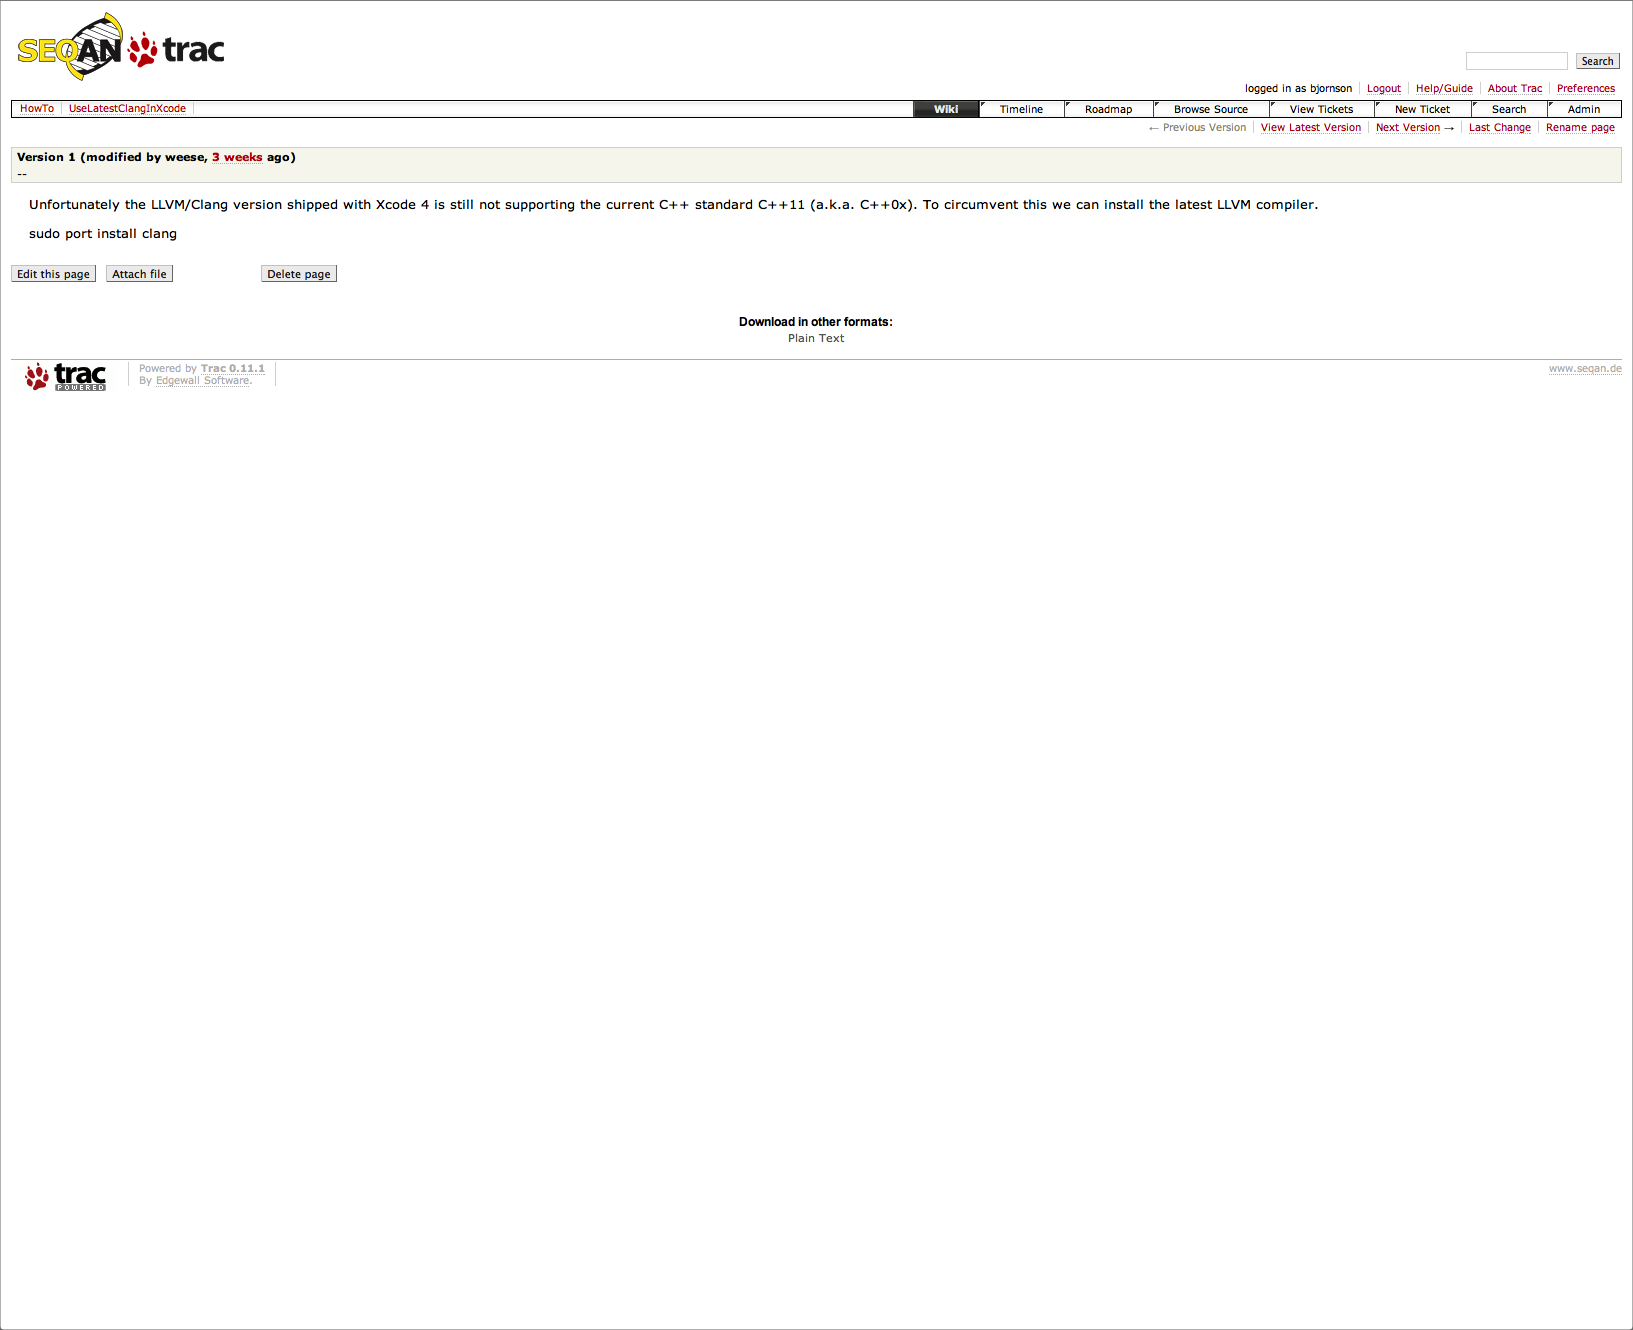 SEQAN trac
Search
logged in as bjornson Logout Help/Guide About Trac Preferences
HowTo UseLatestClangInXcode Wiki Timeline Roadmap Browse Source View Tickets New Ticket Search Admin
← Previous Version View Latest Version Next Version → Last Change Rename page
Version 1 (modified by weese, 3 weeks ago)
--
Unfortunately the LLVM/Clang version shipped with Xcode 4 is still not supporting the current C++ standard C++11 (a.k.a. C++0x). To circumvent this we can install the latest LLVM compiler.
sudo port install clang
Edit this page Attach file Delete page
Download in other formats:
Plain Text
trac POWERED Powered by Trac 0.11.1 www.seqan.de
By Edgewall Software.